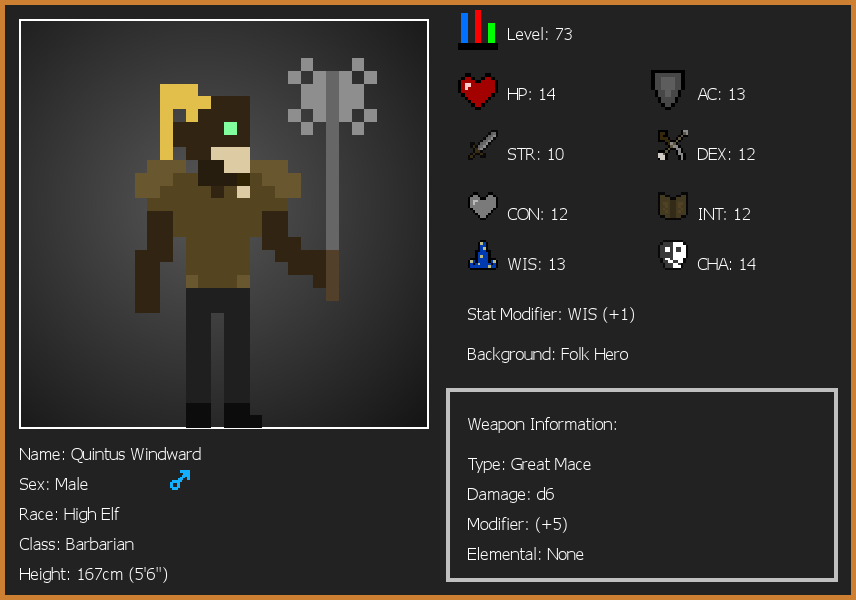 Level: 73
HP: 14
AC: 13
STR: 10
DEX: 12
CON: 12
INT: 12
WIS: 13
CHA: 14
Stat Modifier: WIS (+1)
Background: Folk Hero
Weapon Information:
Type: Great Mace
Damage: d6
Modifier: (+5)
Elemental: None
Name: Quintus Windward
Sex: Male
Race: High Elf
Class: Barbarian
Height: 167cm (5'6")